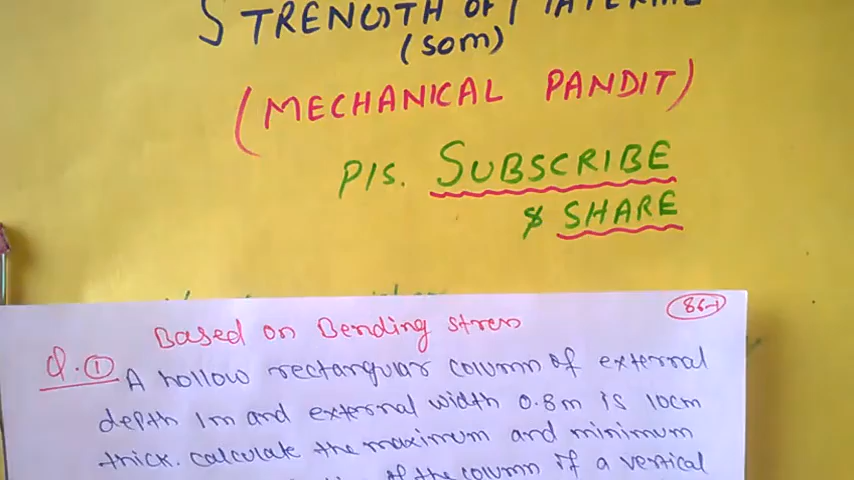 STRENGTH OF MATERIAL
(SOM)
(MECHANICAL PANDIT)
Pls. SUBSCRIBE
& SHARE
86-1
Based on Bending stress
Q.① A hollow rectangular column of external
depth 1m and external width 0.8m is 10cm
thick. calculate the maximum and minimum
of the column if a vertical